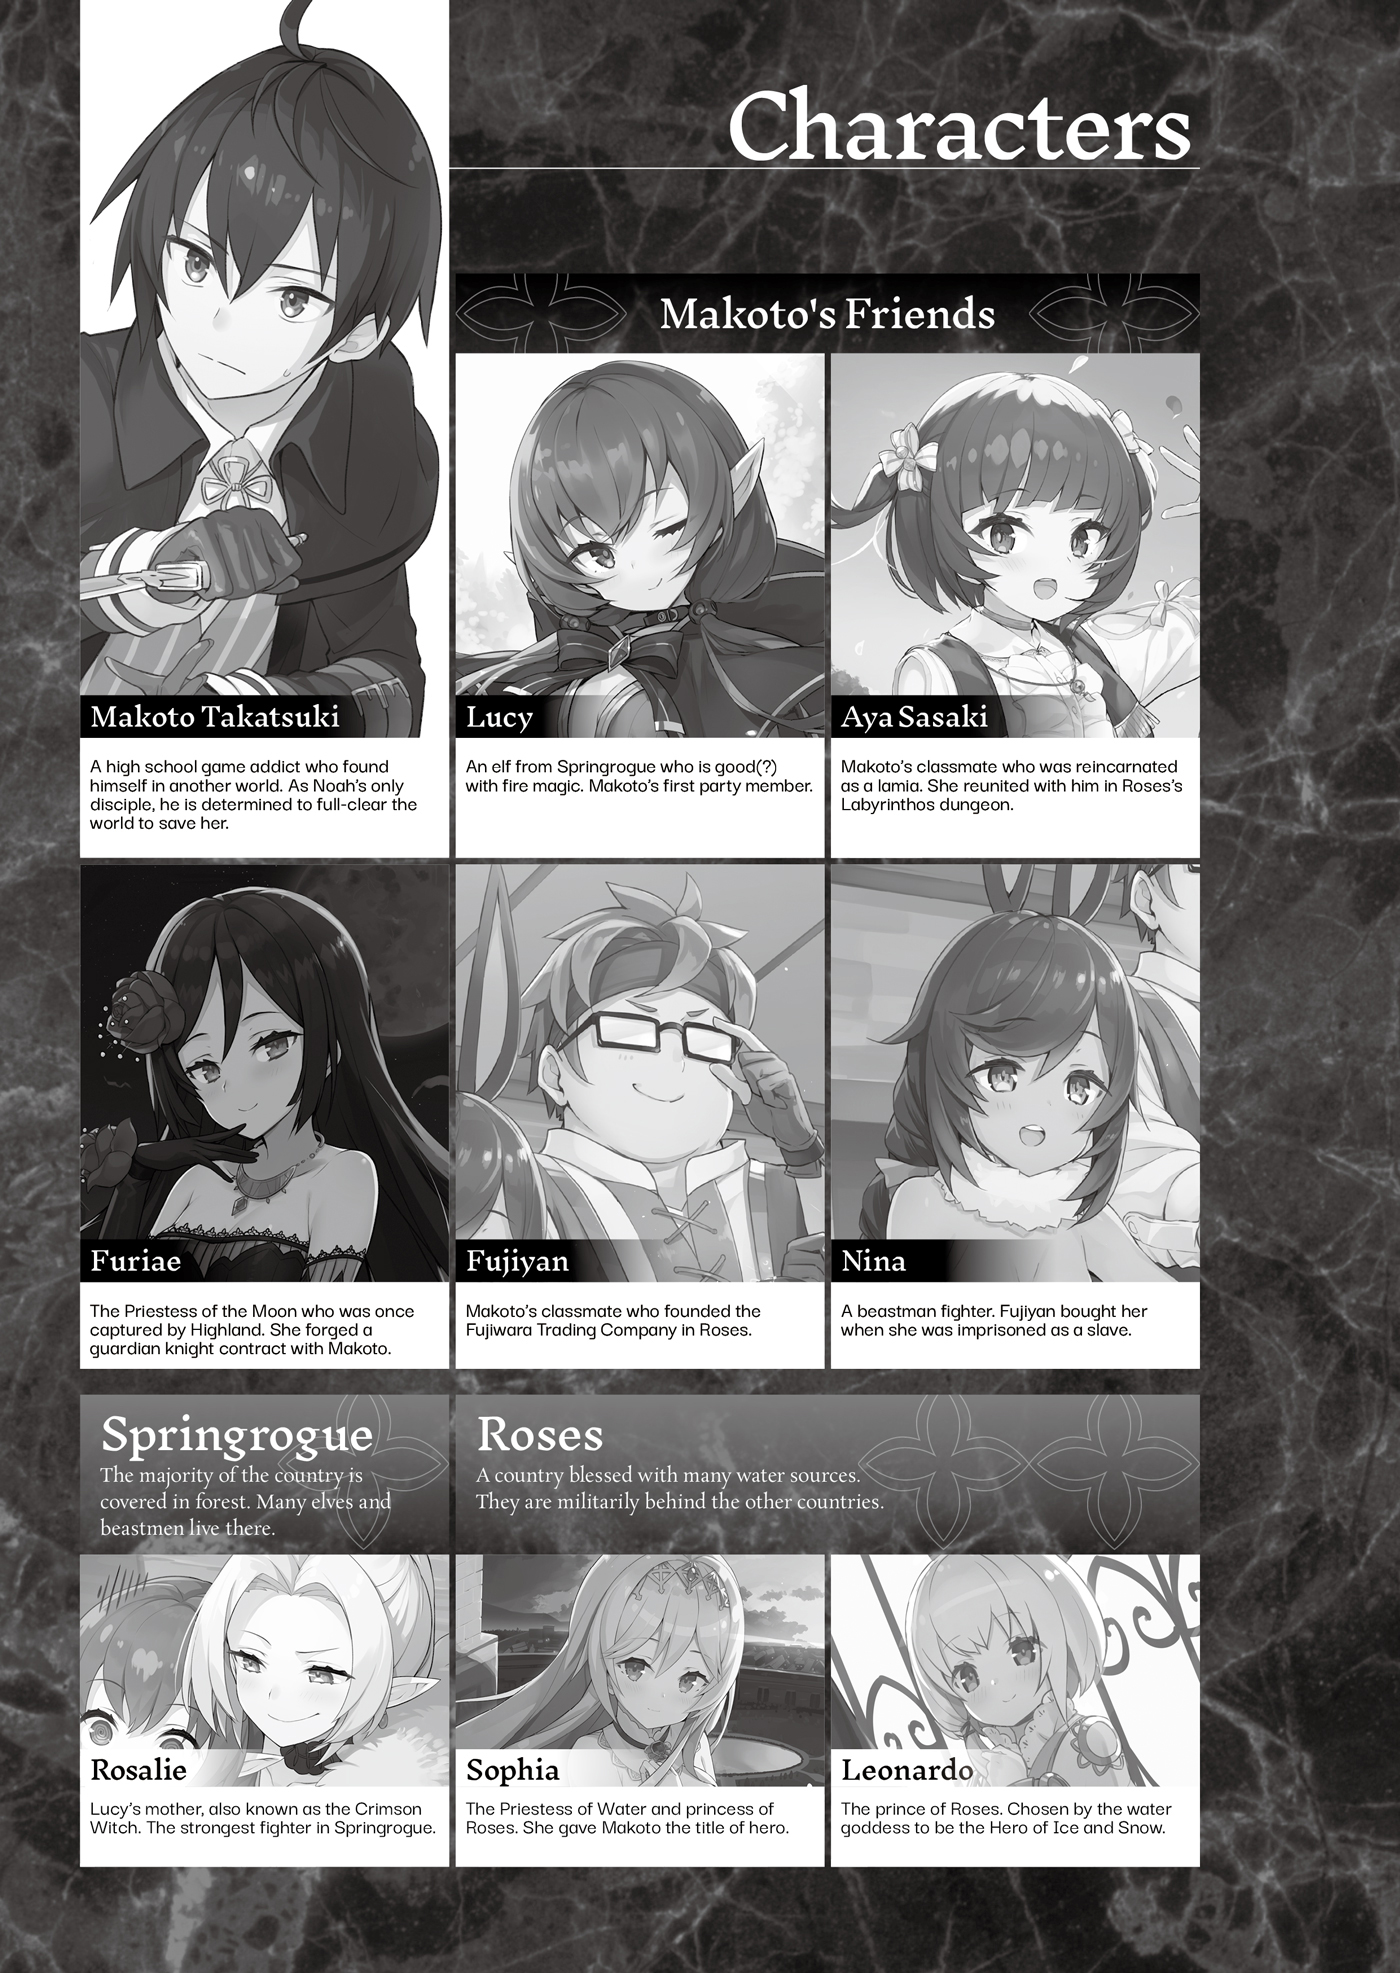 Characters
Makoto's Friends
Makoto Takatsuki
A high school game addict who found
himself in another world. As Noah's only
disciple, he is determined to full-clear the
world to save her.
Lucy
An elf from Springrogue who is good(?)
with fire magic. Makoto's first party member.
Aya Sasaki
Makoto's classmate who was reincarnated
as a lamia. She reunited with him in Roses's
Labyrinthos dungeon.
Furiae
The Priestess of the Moon who was once
captured by Highland. She forged a
guardian knight contract with Makoto.
Fujiyan
Makoto's classmate who founded the
Fujiwara Trading Company in Roses.
Nina
A beastman fighter. Fujiyan bought her
when she was imprisoned as a slave.
Springrogue
The majority of the country is
covered in forest. Many elves and
beastmen live there.
Roses
A country blessed with many water sources.
They are militarily behind the other countries.
Rosalie
Lucy's mother, also known as the Crimson
Witch. The strongest fighter in Springrogue.
Sophia
The Priestess of Water and princess of
Roses. She gave Makoto the title of hero.
Leonardo
The prince of Roses. Chosen by the water
goddess to be the Hero of Ice and Snow.